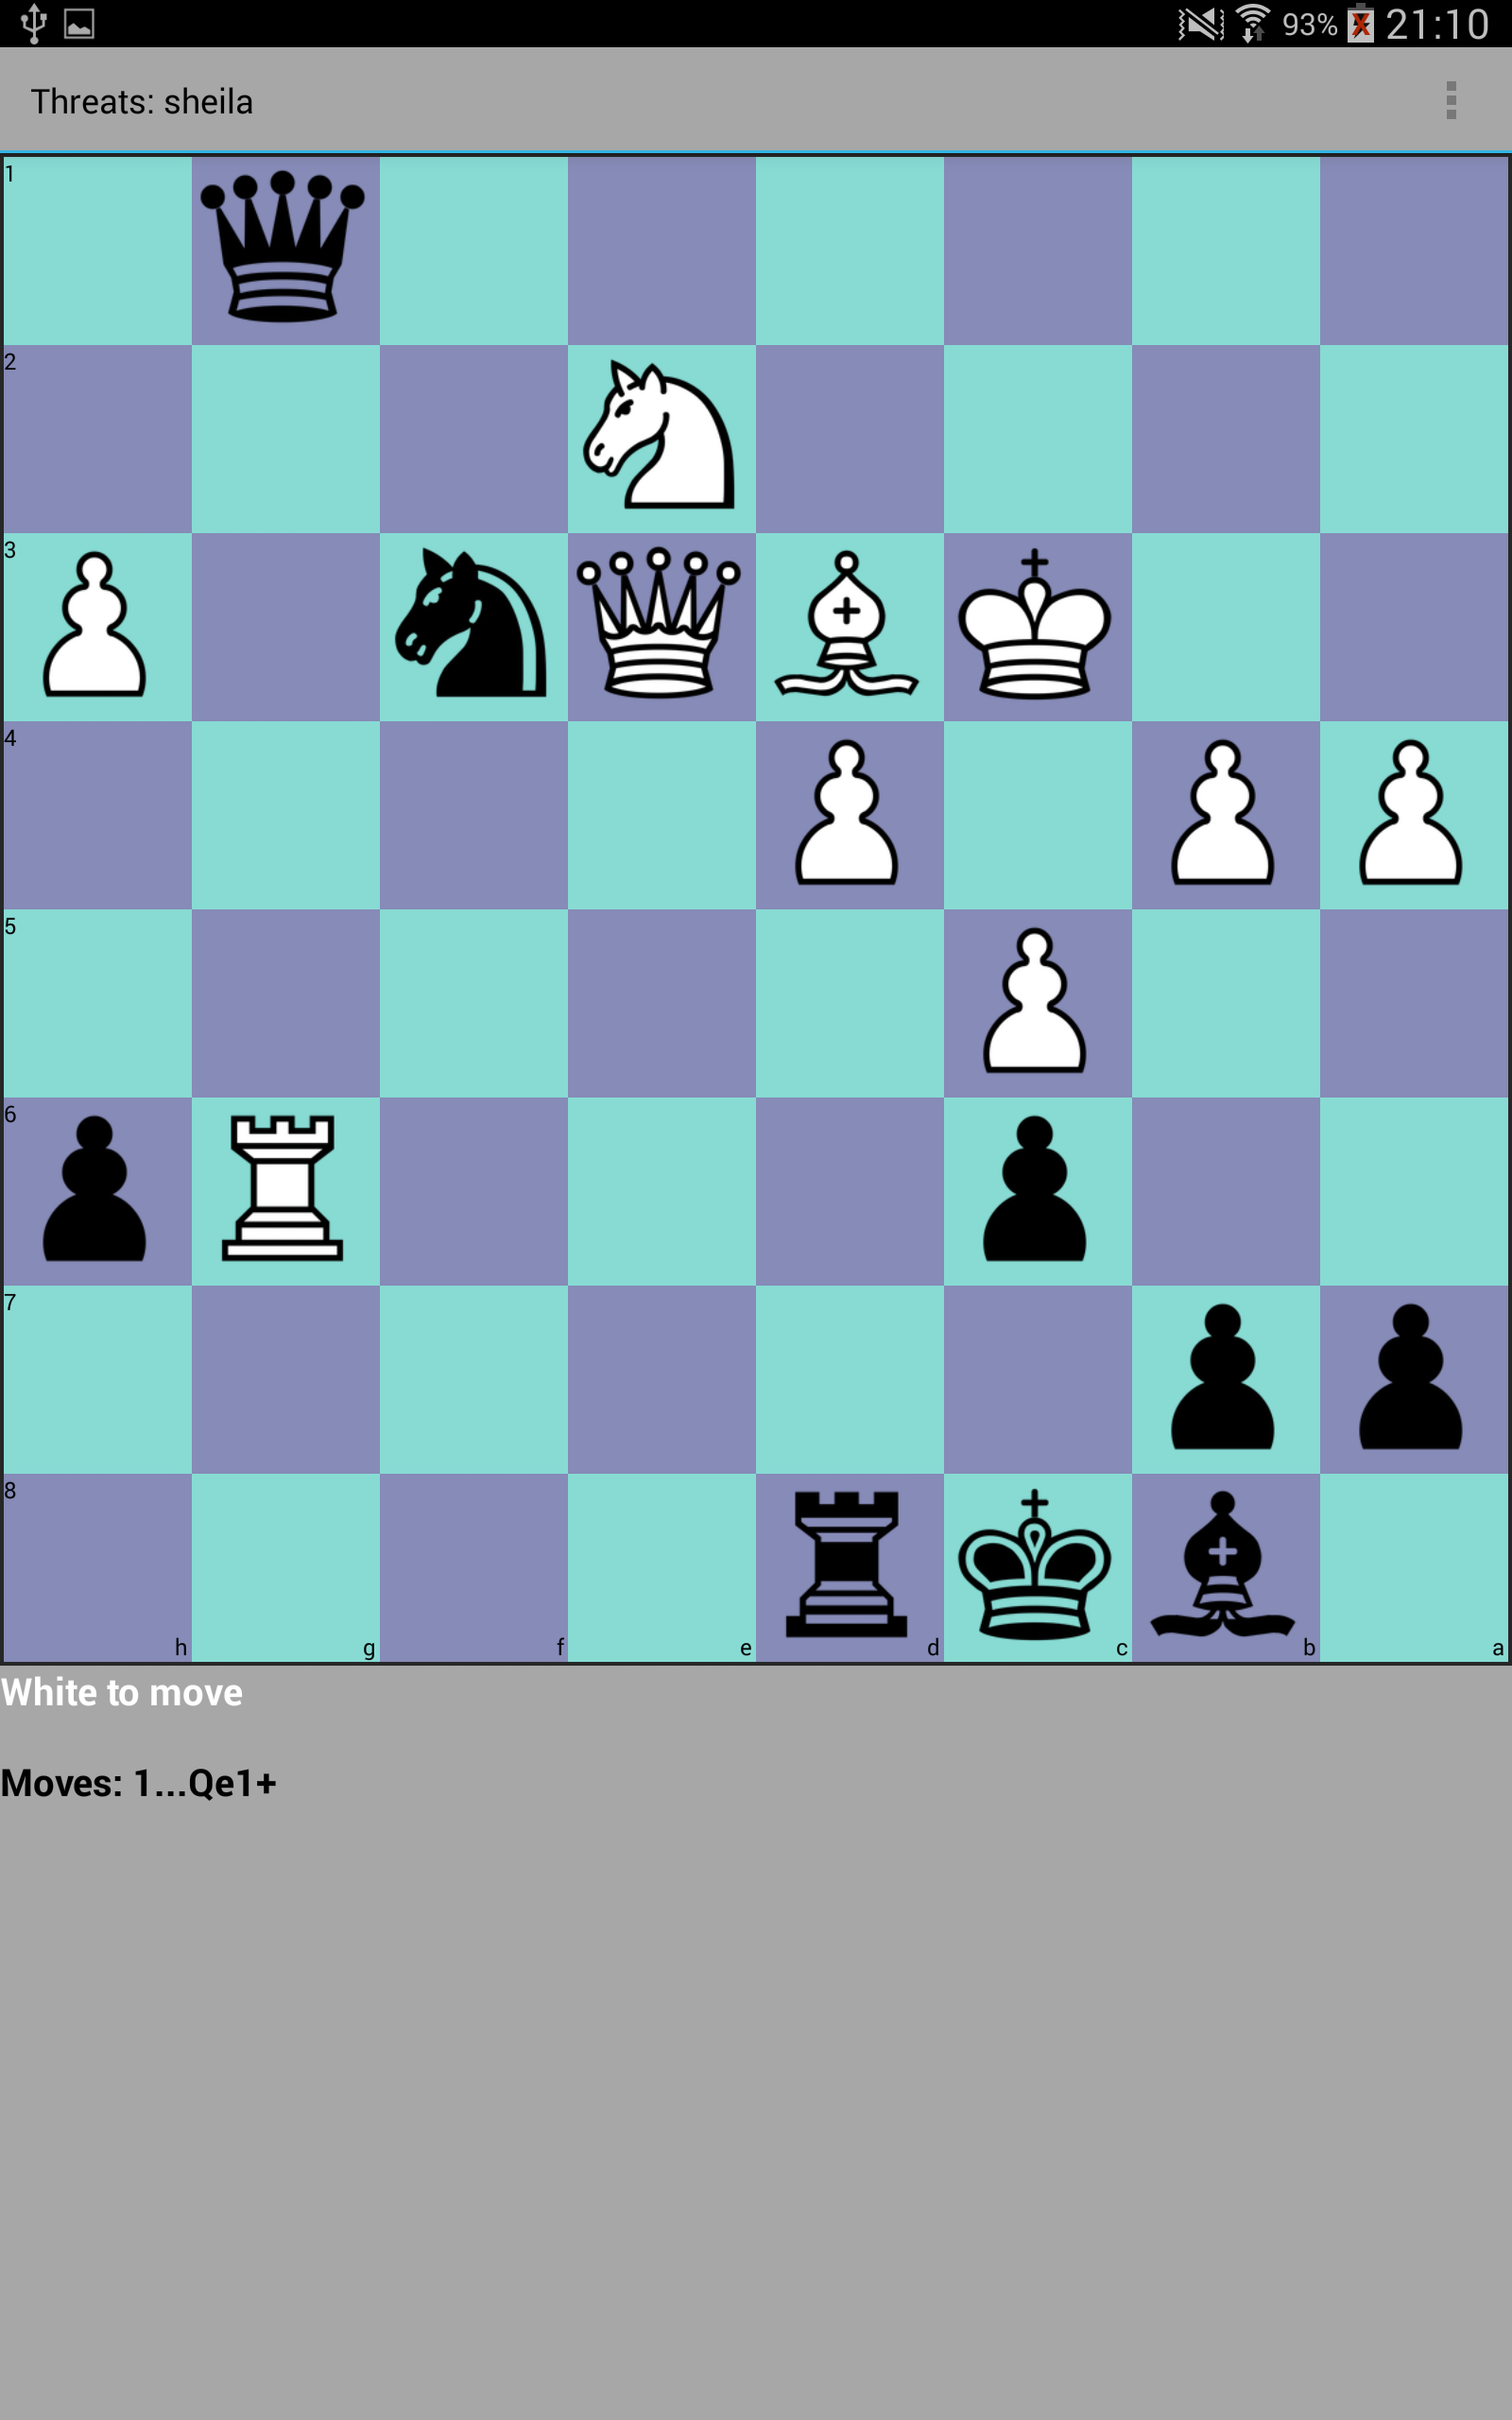 93% 21:10
Threats: sheila
1
2
3
4
5
6
7
8
h g f e d c b a
White to move
Moves: 1...Qe1+